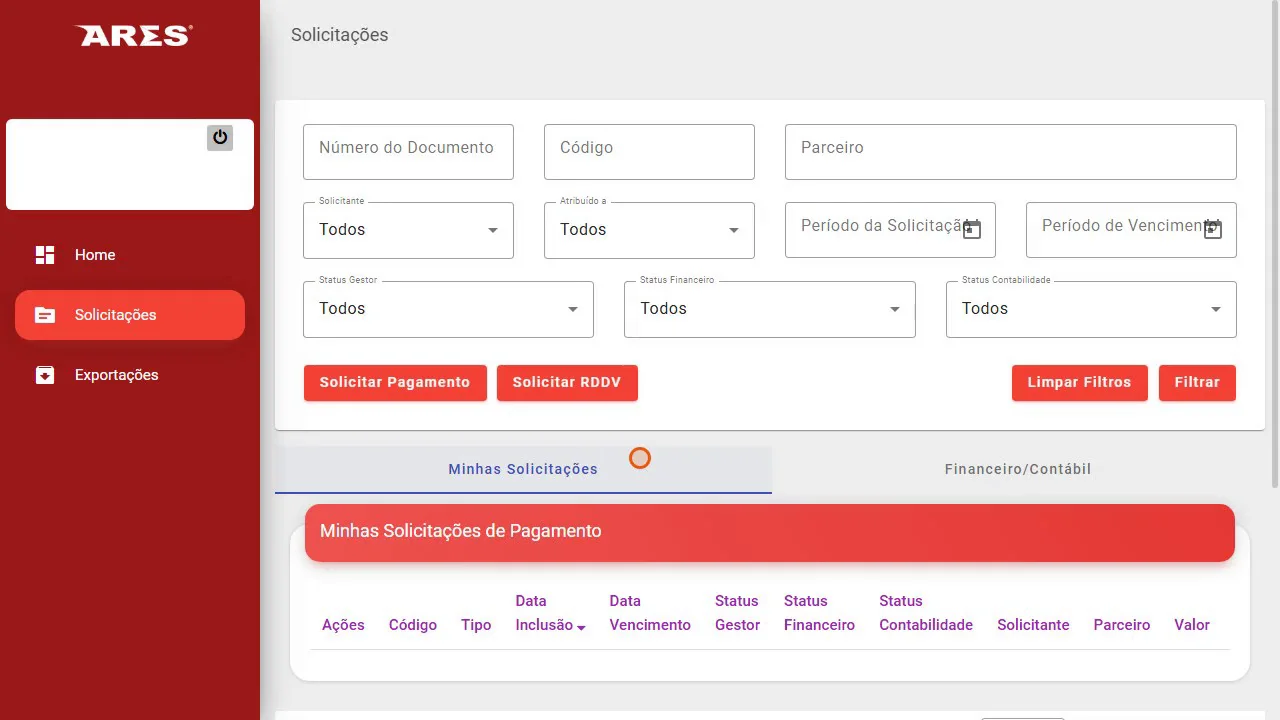 ARES
Solicitações
Home
Solicitações
Exportações
Número do Documento
Código
Parceiro
Solicitante
Todos
Atribuído a
Todos
Período da Solicitação
Período de Vencimento
Status Gestor
Todos
Status Financeiro
Todos
Status Contabilidade
Todos
Solicitar Pagamento
Solicitar RDDV
Limpar Filtros
Filtrar
Minhas Solicitações
Financeiro/Contábil
Minhas Solicitações de Pagamento
Ações
Código
Tipo
Data
Inclusão
Data
Vencimento
Status
Gestor
Status
Financeiro
Status
Contabilidade
Solicitante
Parceiro
Valor